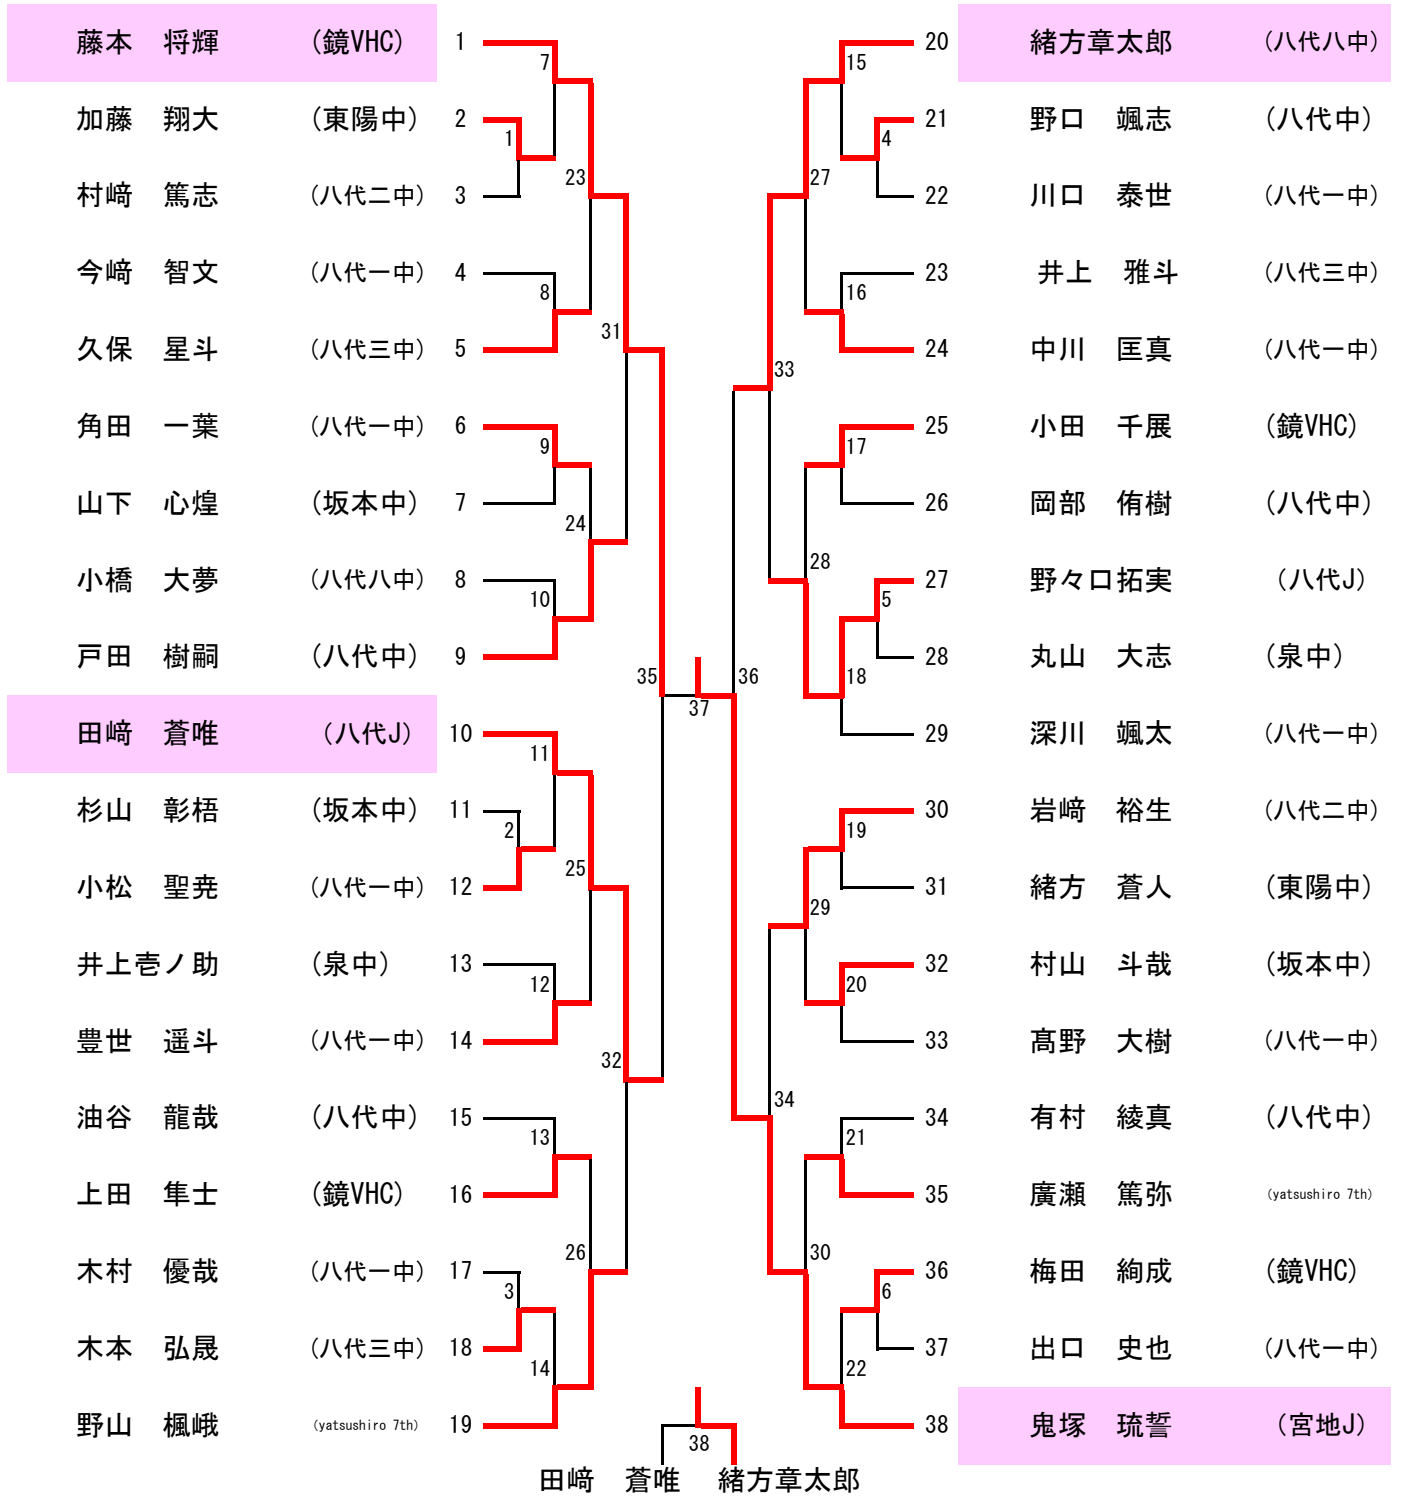 藤本　将輝 (鏡VHC) 1
加藤　翔大 (東陽中) 2
村﨑　篤志 (八代二中) 3
今﨑　智文 (八代一中) 4
久保　星斗 (八代三中) 5
角田　一葉 (八代一中) 6
山下　心煌 (坂本中) 7
小橋　大夢 (八代八中) 8
戸田　樹嗣 (八代中) 9
田﨑　蒼唯 (八代J) 10
杉山　彰梧 (坂本中) 11
小松　聖尭 (八代一中) 12
井上壱ノ助 (泉中) 13
豊世　遥斗 (八代一中) 14
油谷　龍哉 (八代中) 15
上田　隼士 (鏡VHC) 16
木村　優哉 (八代一中) 17
木本　弘晟 (八代三中) 18
野山　楓峨 (yatsushiro 7th) 19
7
1
23
8
31
9
24
10
35
11
2
25
12
32
13
26
3
14
37
38
田﨑　蒼唯　緒方章太郎
15
4
27
16
33
17
28
5
36
18
19
29
20
34
21
30
6
22
20 緒方章太郎 (八代八中)
21 野口　颯志 (八代中)
22 川口　泰世 (八代一中)
23 井上　雅斗 (八代三中)
24 中川　匡真 (八代一中)
25 小田　千展 (鏡VHC)
26 岡部　侑樹 (八代中)
27 野々口拓実 (八代J)
28 丸山　大志 (泉中)
29 深川　颯太 (八代一中)
30 岩﨑　裕生 (八代二中)
31 緒方　蒼人 (東陽中)
32 村山　斗哉 (坂本中)
33 髙野　大樹 (八代一中)
34 有村　綾真 (八代中)
35 廣瀬　篤弥 (yatsushiro 7th)
36 梅田　絢成 (鏡VHC)
37 出口　史也 (八代一中)
38 鬼塚　琉誓 (宮地J)